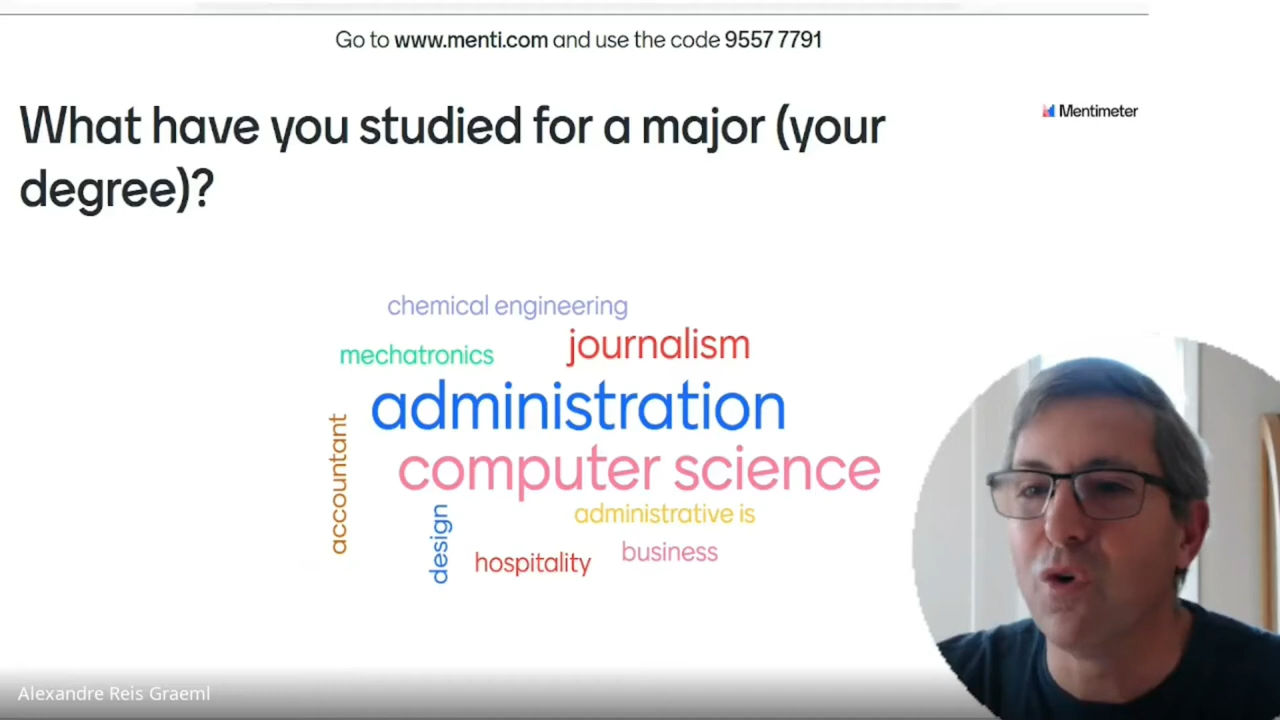 Go to www.menti.com and use the code 9557 7791
Mentimeter
What have you studied for a major (your
degree)?
chemical engineering
journalism
mechatronics
administration
accountant
computer science
administrative is
design
business
hospitality
Alexandre Reis Graeml